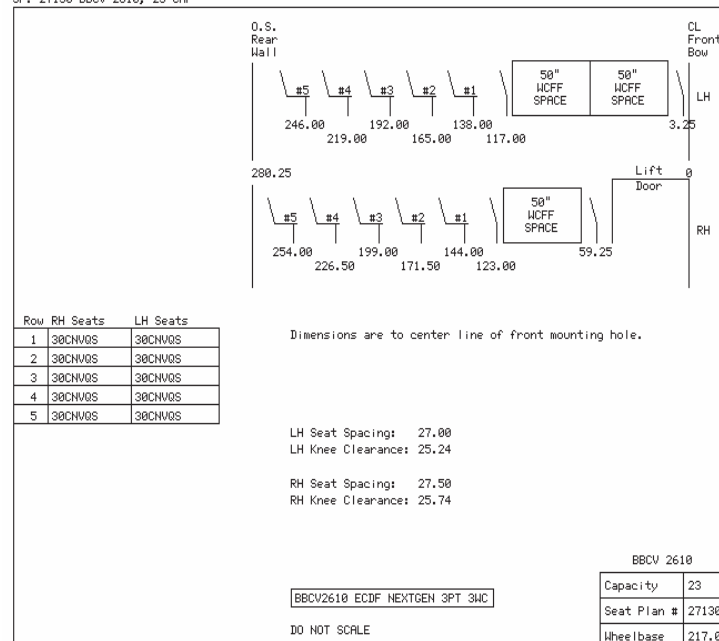 O.S.
Rear
Wall
CL
Front
Bow
50" WCFF SPACE
50" WCFF SPACE
#5 #4 #3 #2 #1
LH
246.00 192.00 138.00 3.25
219.00 165.00 117.00
280.25
Lift 0
Door
50" WCFF SPACE
#5 #4 #3 #2 #1
RH
254.00 199.00 144.00 59.25
226.50 171.50 123.00
Row RH Seats LH Seats
1 30CNVQS 30CNVQS
2 30CNVQS 30CNVQS
3 30CNVQS 30CNVQS
4 30CNVQS 30CNVQS
5 30CNVQS 30CNVQS
Dimensions are to center line of front mounting hole.
LH Seat Spacing: 27.00
LH Knee Clearance: 25.24
RH Seat Spacing: 27.50
RH Knee Clearance: 25.74
BBCV 2610
Capacity 23
Seat Plan # 27130
Wheelbase 217.0
BBCV2610 ECDF NEXTGEN 3PT 3WC
DO NOT SCALE